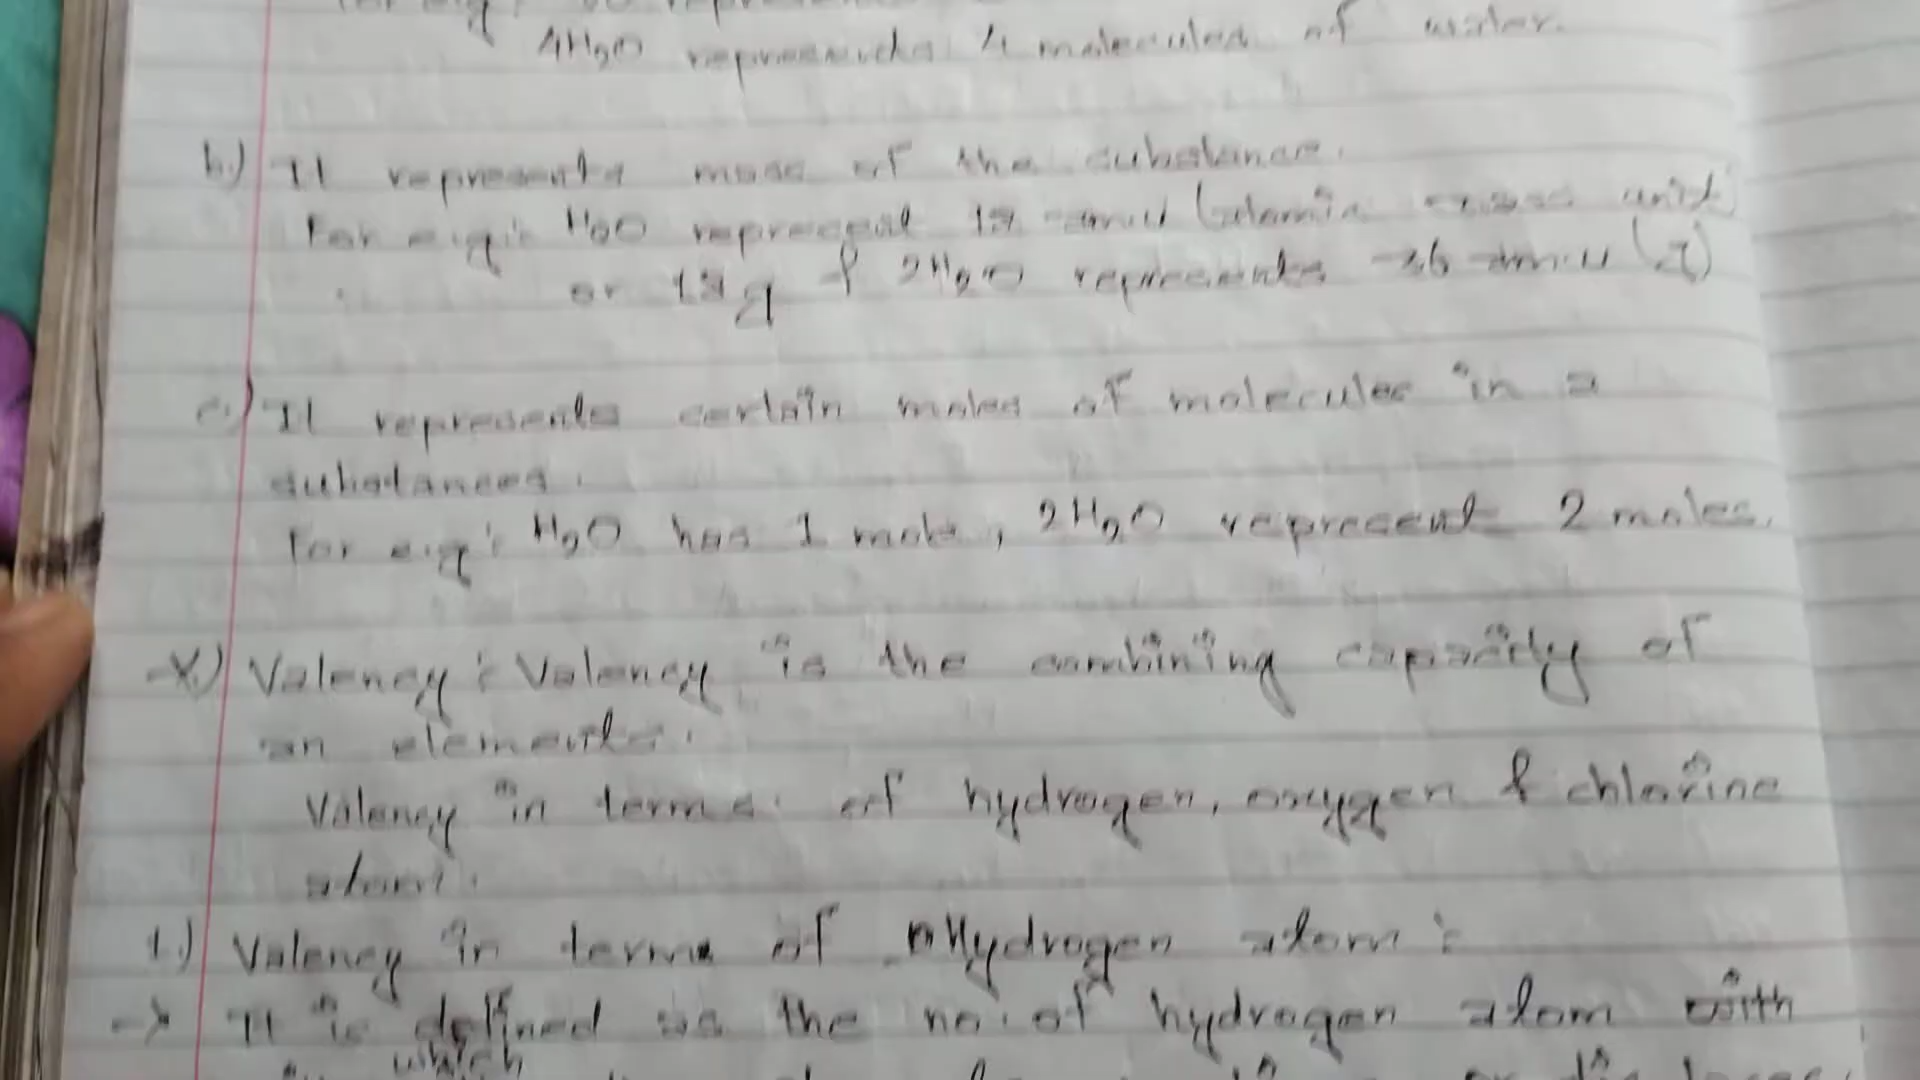 4H2O represents 4 molecules of water.
b.) It represents mass of the substance.
For e.g: H2O represent 18 amu (atomic mass unit)
or 18g & 2H2O represents 36 amu (g)
c.) It represents certain moles of molecules in a
substances.
For e.g: H2O has 1 mole, 2H2O represent 2 moles.
Valency: Valency is the combining capacity of
an elements.
Valency in terms of hydrogen, oxygen & chlorine
atom.
1.) Valency in terms of Hydrogen atom:
→ It is defined as the no. of hydrogen atom with
which